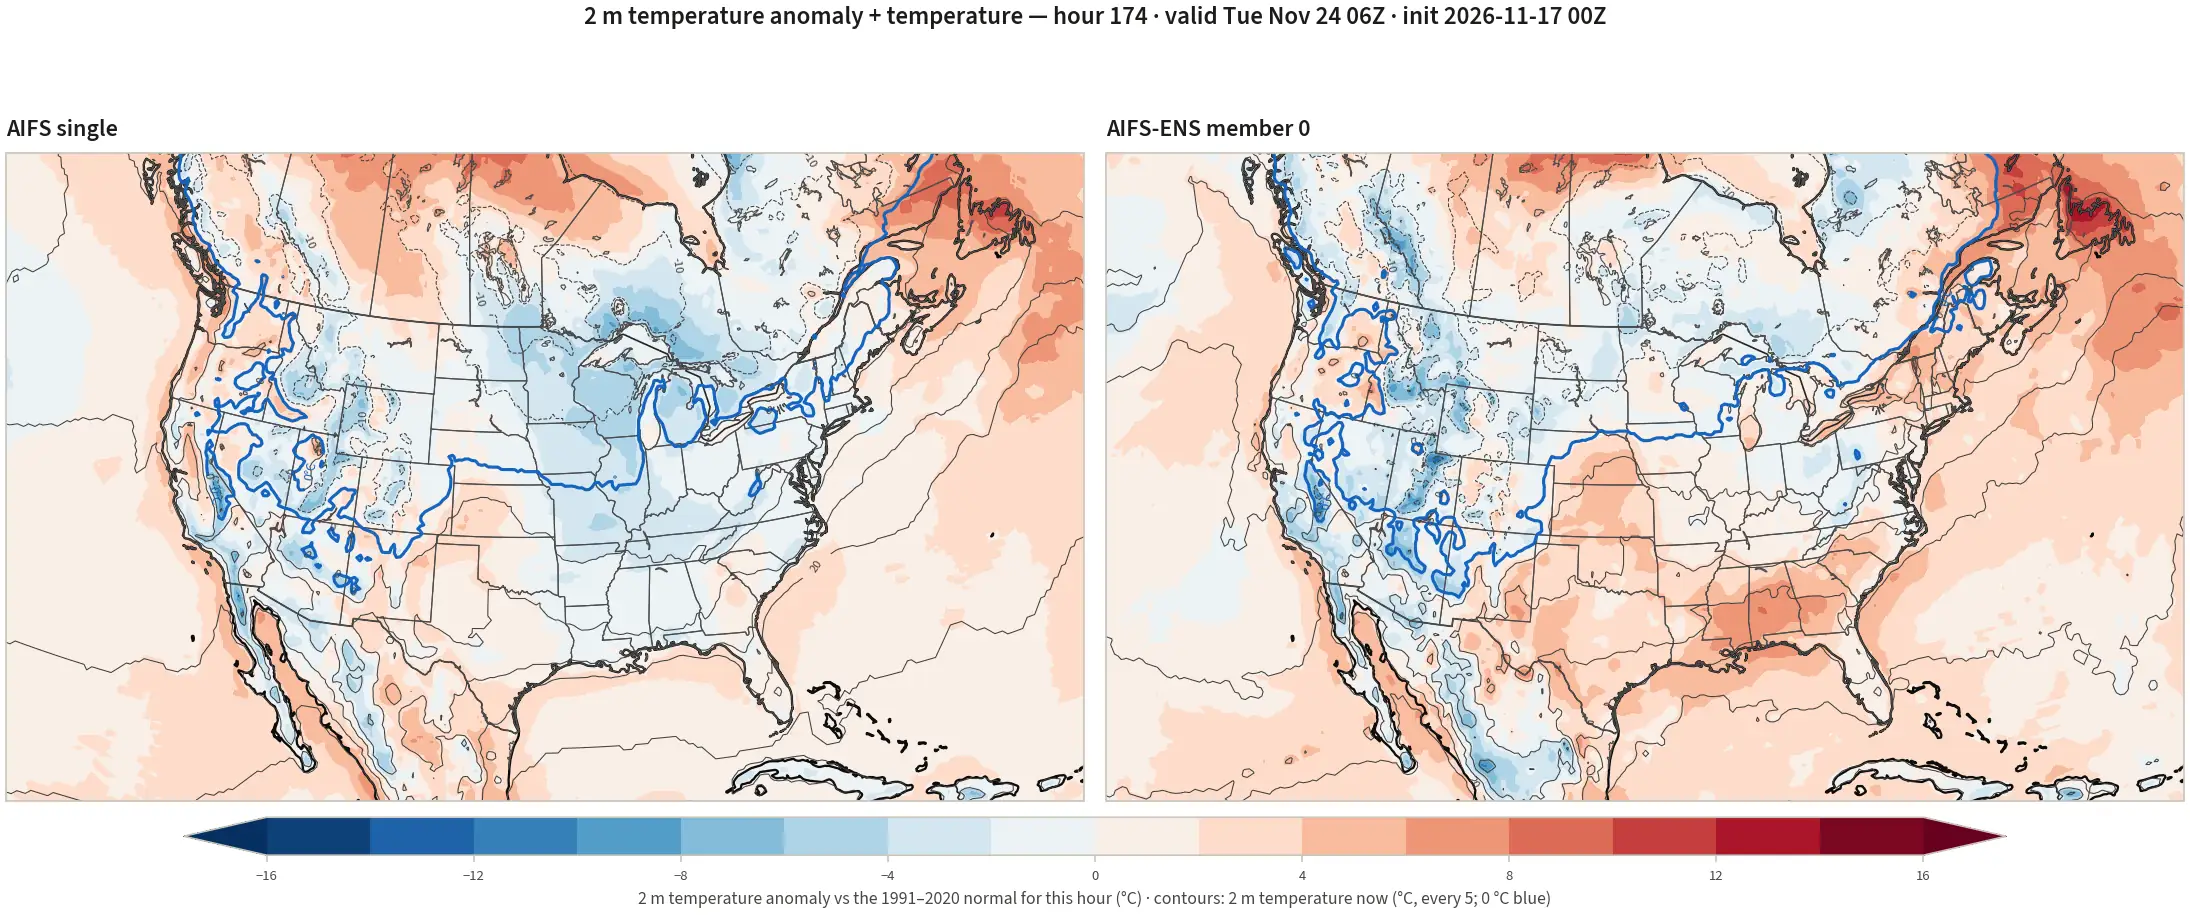 2 m temperature anomaly + temperature — hour 174 · valid Tue Nov 24 06Z · init 2026-11-17 00Z
AIFS single
AIFS-ENS member 0
20
−16 −12 −8 −4 0 4 8 12 16
2 m temperature anomaly vs the 1991–2020 normal for this hour (°C) · contours: 2 m temperature now (°C, every 5; 0 °C blue)